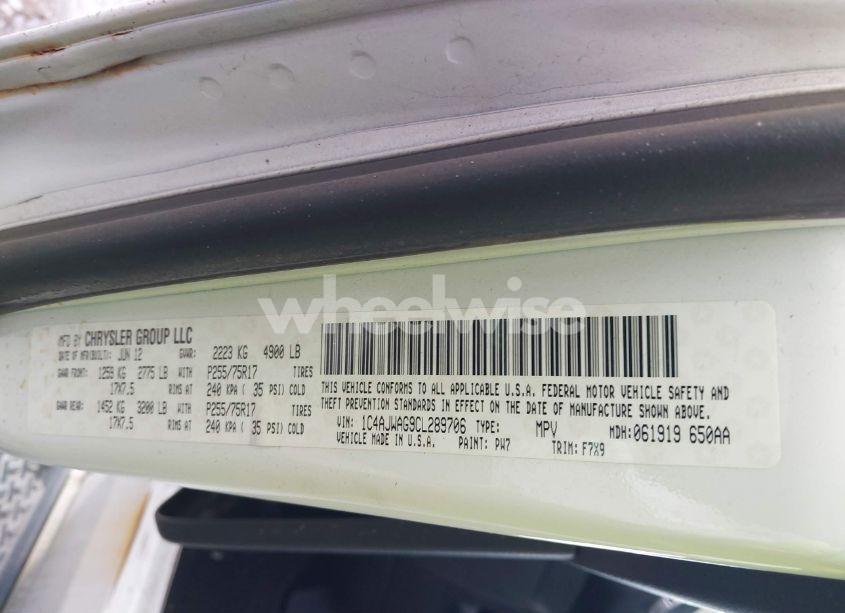 wheelwise
MFD BY CHRYSLER GROUP LLC
DATE OF MFR(BUILT): JUN 12 GVWR: 2223 KG 4900 LB
GAWR FRONT: 1259 KG 2775 LB WITH P255/75R17 TIRES
17X7.5 RIMS AT 240 KPA ( 35 PSI) COLD
GAWR REAR: 1452 KG 3200 LB WITH P255/75R17 TIRES
17X7.5 RIMS AT 240 KPA ( 35 PSI) COLD
THIS VEHICLE CONFORMS TO ALL APPLICABLE U.S.A. FEDERAL MOTOR VEHICLE SAFETY AND
THEFT PREVENTION STANDARDS IN EFFECT ON THE DATE OF MANUFACTURE SHOWN ABOVE.
VIN: 1C4AJWAG9CL289706 TYPE: MPV MDH: 061919 650AA
VEHICLE MADE IN U.S.A. PAINT: PW7 TRIM: F7X9